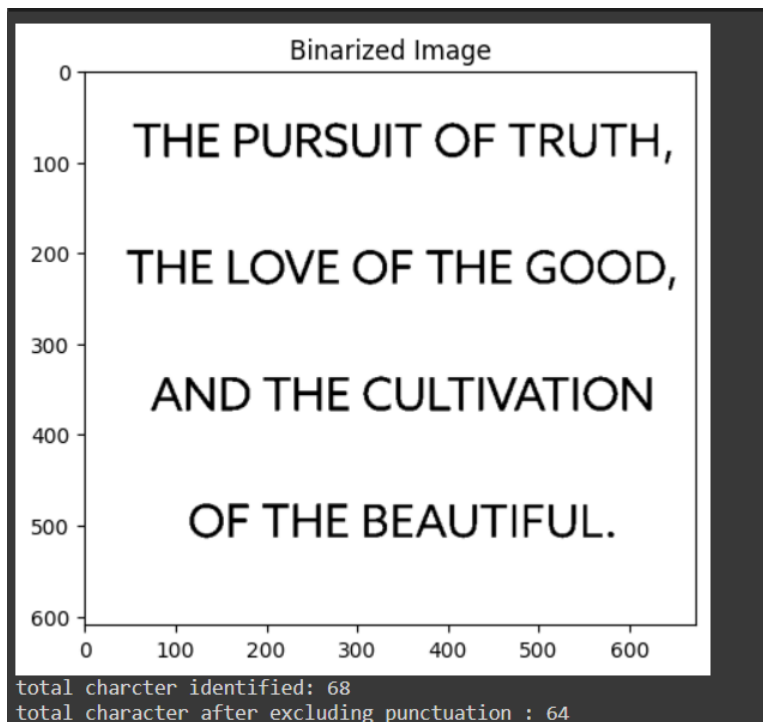 Binarized Image
0
100
200
300
400
500
600
THE PURSUIT OF TRUTH,
THE LOVE OF THE GOOD,
AND THE CULTIVATION
OF THE BEAUTIFUL.
0 100 200 300 400 500 600
total charcter identified: 68
total character after excluding punctuation : 64